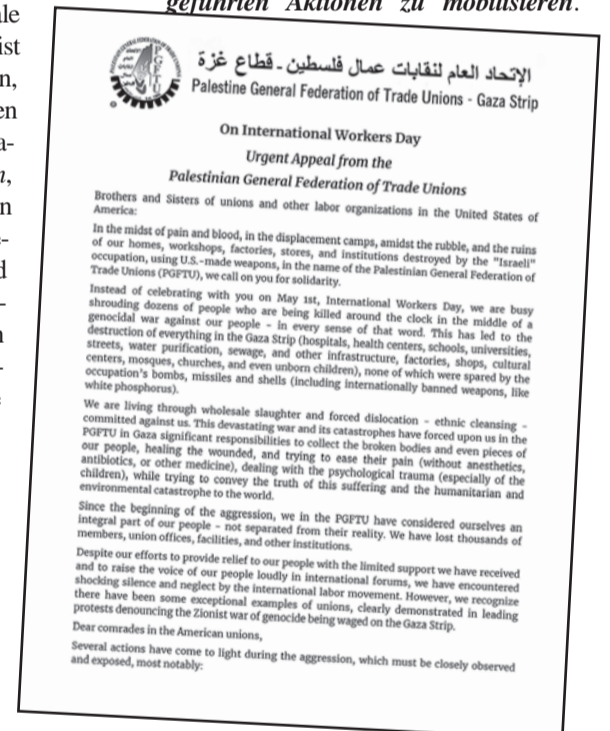 geführten Aktionen zu mobilisieren.
ale
ist
n,
en
a-
n,
n
d
n
PGFTU
الإتحاد العام لنقابات عمال فلسطين - قطاع غزة
Palestine General Federation of Trade Unions - Gaza Strip
On International Workers Day
Urgent Appeal from the
Palestinian General Federation of Trade Unions
Brothers and Sisters of unions and other labor organizations in the United States of
America:
In the midst of pain and blood, in the displacement camps, amidst the rubble, and the ruins
of our homes, workshops, factories, stores, and institutions destroyed by the "Israeli"
occupation, using U.S.-made weapons, in the name of the Palestinian General Federation of
Trade Unions (PGFTU), we call on you for solidarity.
Instead of celebrating with you on May 1st, International Workers Day, we are busy
shrouding dozens of people who are being killed around the clock in the middle of a
genocidal war against our people - in every sense of that word. This has led to the
destruction of everything in the Gaza Strip (hospitals, health centers, schools, universities,
streets, water purification, sewage, and other infrastructure, factories, shops, cultural
centers, mosques, churches, and even unborn children), none of which were spared by the
occupation's bombs, missiles and shells (including internationally banned weapons, like
white phosphorus).
We are living through wholesale slaughter and forced dislocation - ethnic cleansing -
committed against us. This devastating war and its catastrophes have forced upon us in the
PGFTU in Gaza significant responsibilities to collect the broken bodies and even pieces of
our people, healing the wounded, and trying to ease their pain (without anesthetics,
antibiotics, or other medicine), dealing with the psychological trauma (especially of the
children), while trying to convey the truth of this suffering and the humanitarian and
environmental catastrophe to the world.
Since the beginning of the aggression, we in the PGFTU have considered ourselves an
integral part of our people - not separated from their reality. We have lost thousands of
members, union offices, facilities, and other institutions.
Despite our efforts to provide relief to our people with the limited support we have received
and to raise the voice of our people loudly in international forums, we have encountered
shocking silence and neglect by the international labor movement. However, we recognize
there have been some exceptional examples of unions, clearly demonstrated in leading
protests denouncing the Zionist war of genocide being waged on the Gaza Strip.
Dear comrades in the American unions,
Several actions have come to light during the aggression, which must be closely observed
and exposed, most notably: